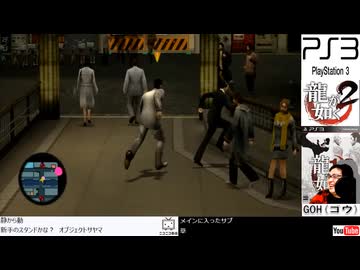 PS3
PlayStation 3
龍が如2
PS3
龍が如
GOH(コウ)
静から動
新手のスタンドかな？ オブジェクトサヤマ
メインに入ったサブ
草
YouTube